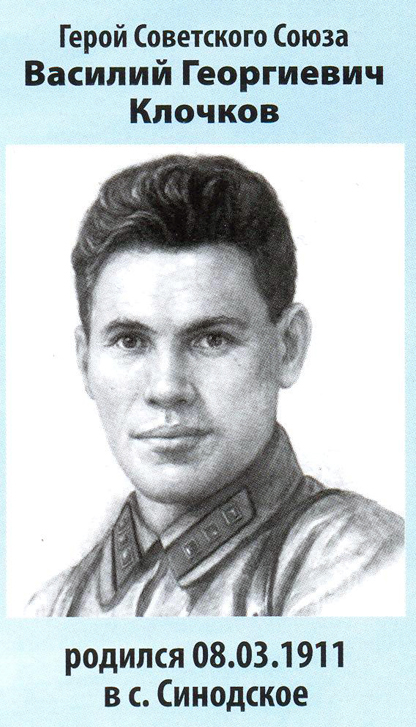 Герой Советского Союза
Василий Георгиевич
Клочков
родился 08.03.1911
в с. Синодское